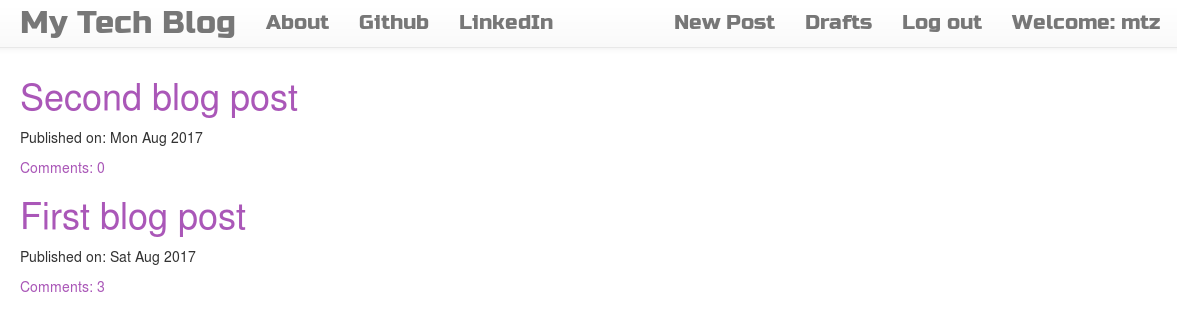 My Tech Blog About Github LinkedIn New Post Drafts Log out Welcome: mtz
Second blog post
Published on: Mon Aug 2017
Comments: 0
First blog post
Published on: Sat Aug 2017
Comments: 3